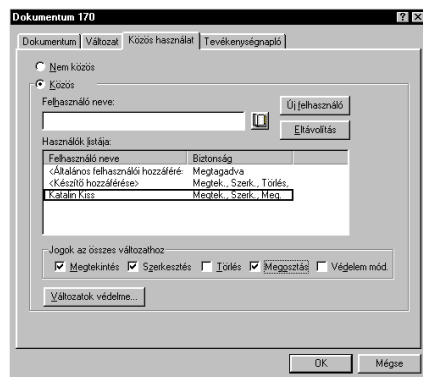 Dokumentum 170
Dokumentum Változat Közös használat Tevékenységnapló
Nem közös
Közös
Felhasználó neve:
Új felhasználó
Eltávolítás
Használók listája:
Felhasználó neve Biztonság
<Általános felhasználói hozzáféré: Megtagadva
<Készítő hozzáférése> Megtek., Szerk., Törlés,
Katalin Kiss Megtek., Szerk., Meg.
Jogok az összes változathoz
Megtekintés Szerkesztés Törlés Megosztás Védelem mód.
Változatok védelme...
OK Mégse